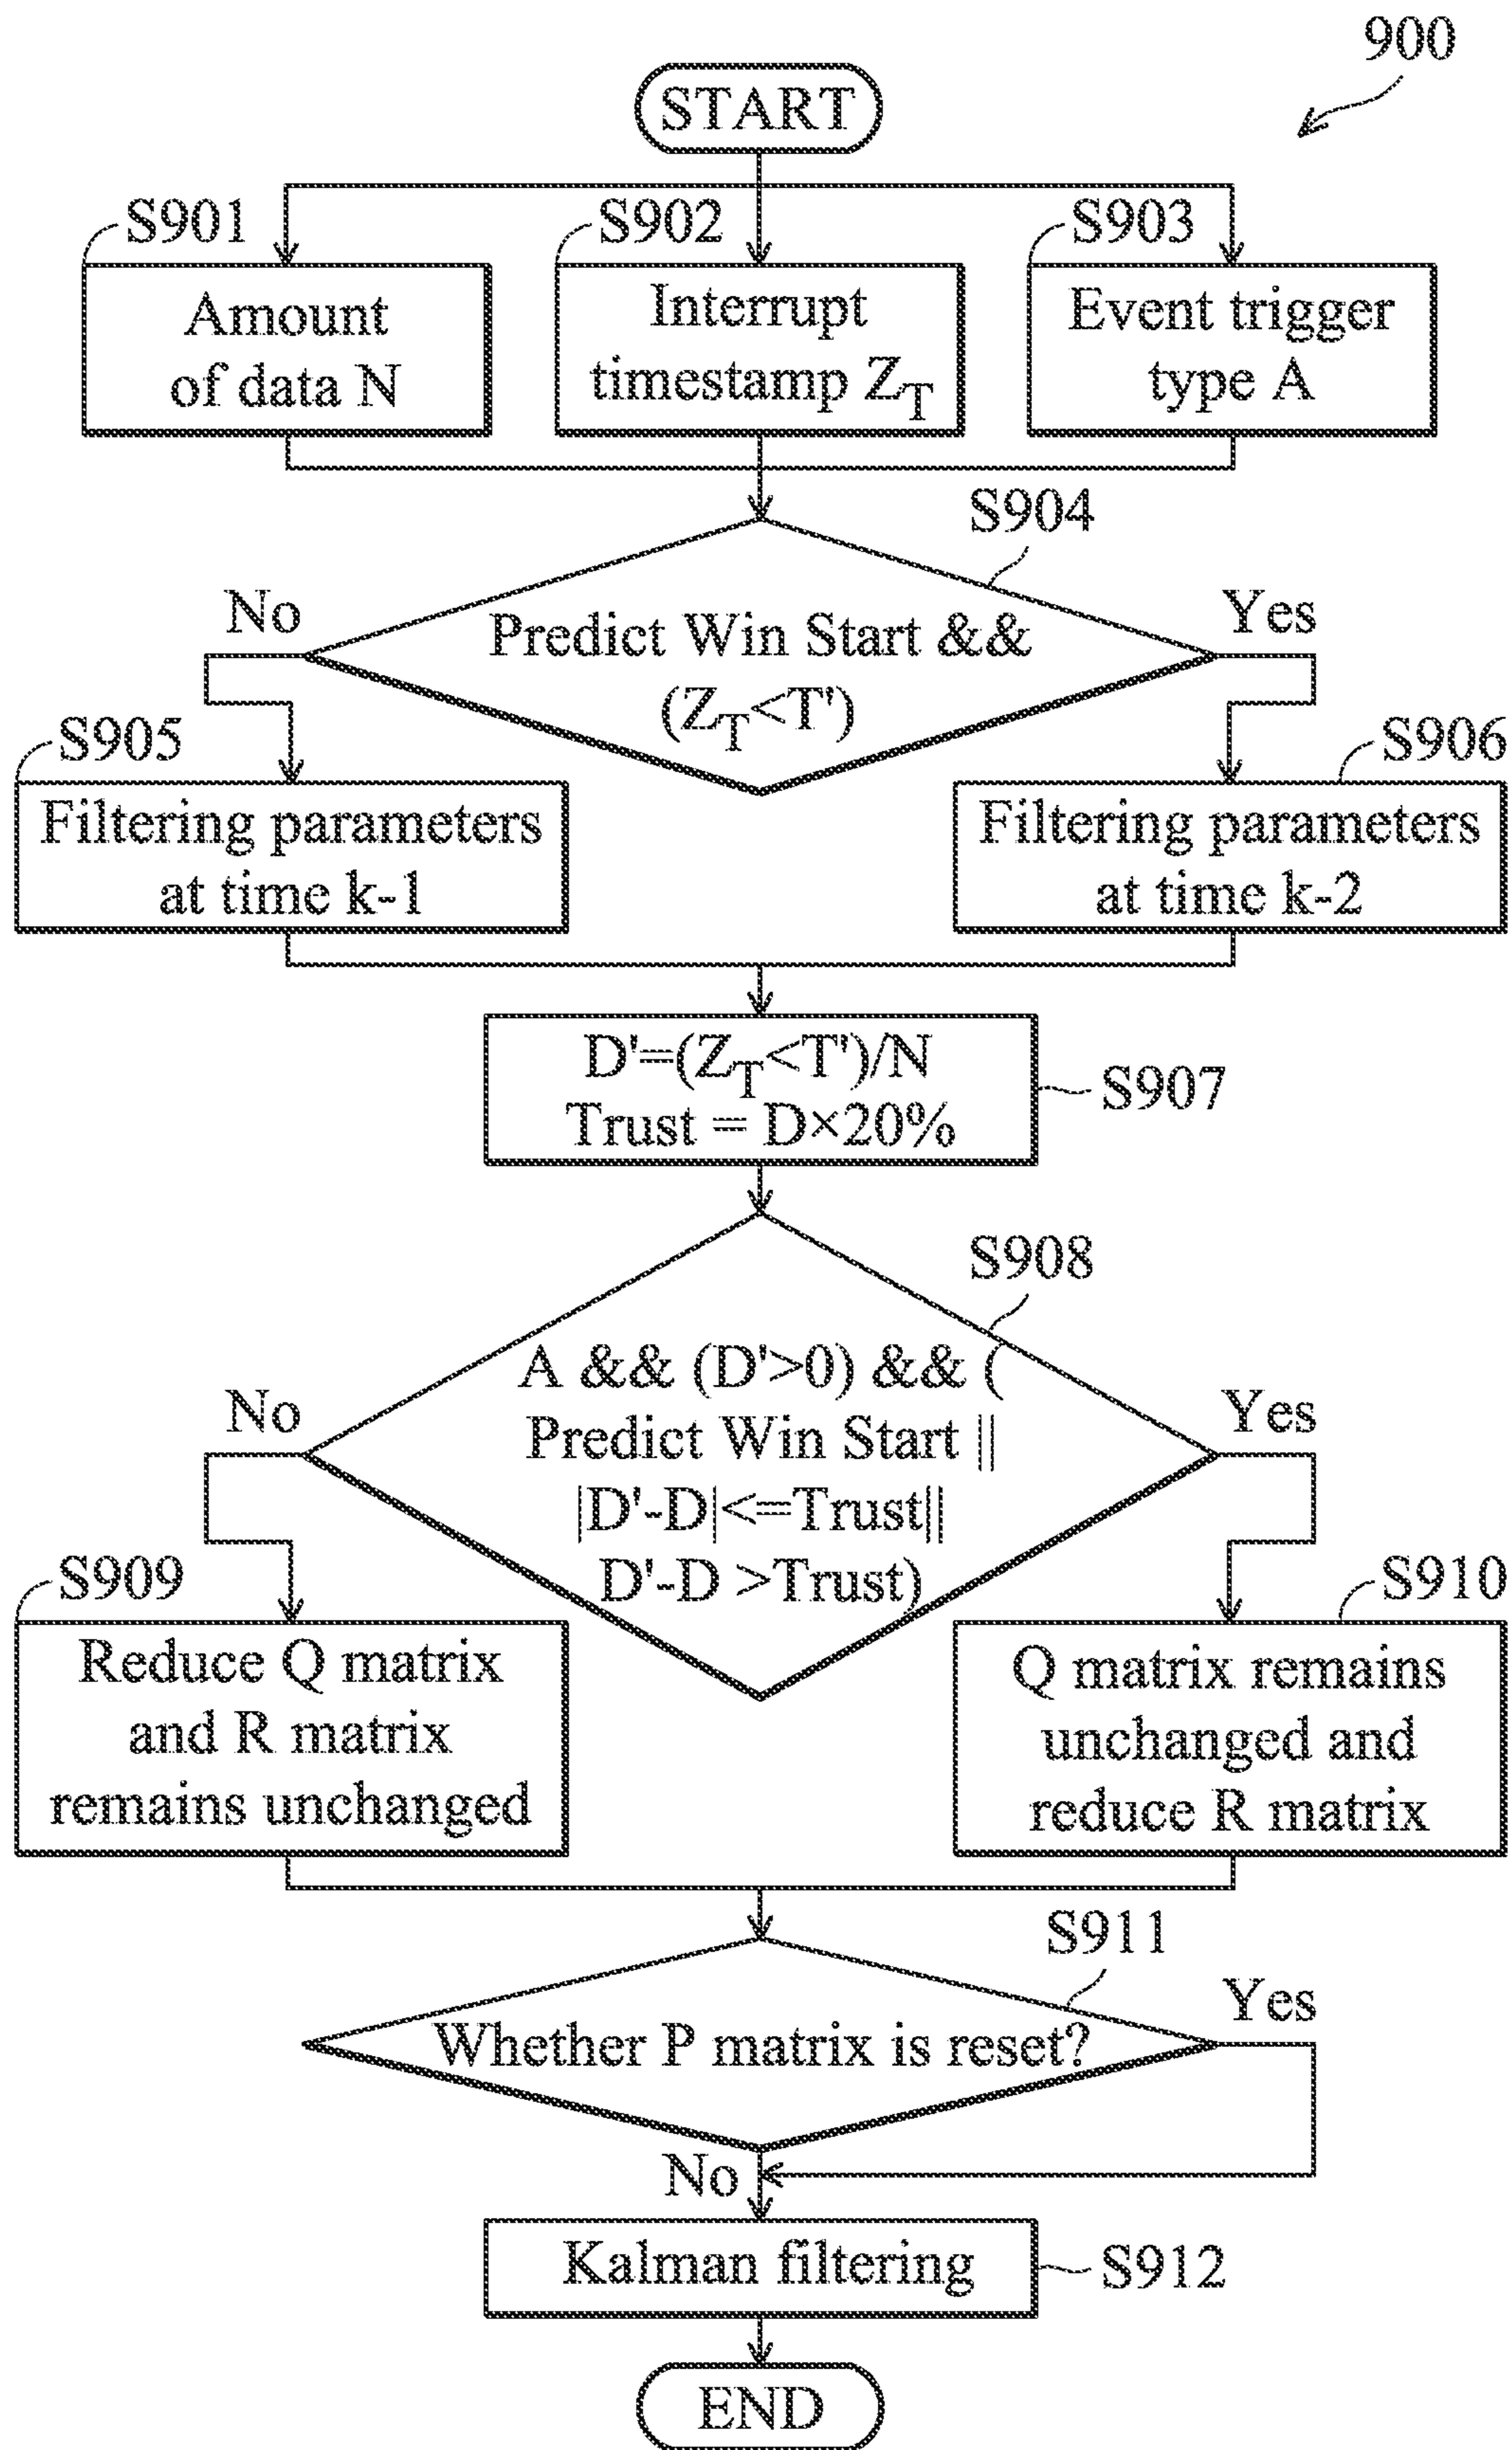 900
START
S901
S902
S903
Amount
of data N
Interrupt
timestamp Z_T
Event trigger
type A
S904
No
Yes
Predict Win Start &&
(Z_T<T')
S905
S906
Filtering parameters
at time k-1
Filtering parameters
at time k-2
D'=(Z_T<T')/N
Trust = D×20%
S907
S908
No
Yes
A && (D'>0) && (
Predict Win Start ||
|D'-D|<=Trust||
D'-D >Trust)
S909
S910
Reduce Q matrix
and R matrix
remains unchanged
Q matrix remains
unchanged and
reduce R matrix
S911
Yes
Whether P matrix is reset?
No
Kalman filtering
S912
END